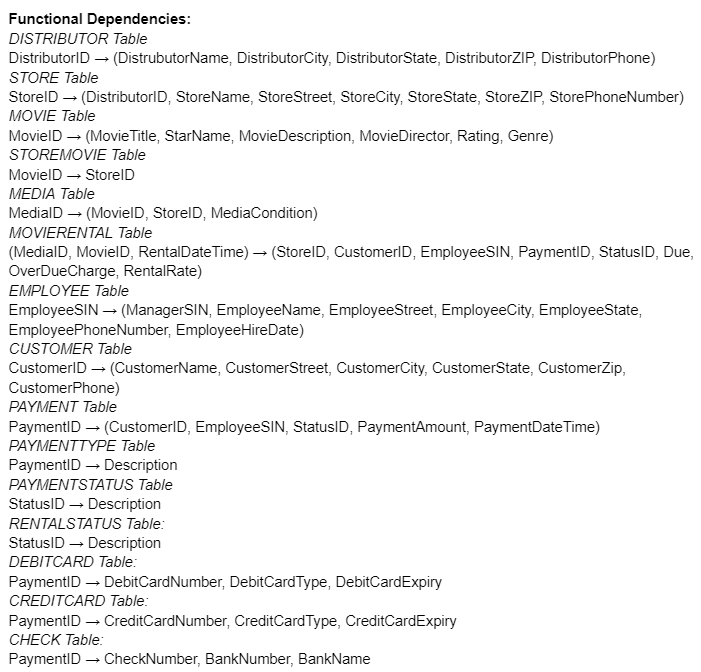 Functional Dependencies:
DISTRIBUTOR Table
DistributorID → (DistrubutorName, DistributorCity, DistributorState, DistributorZIP, DistributorPhone)
STORE Table
StoreID → (DistributorID, StoreName, StoreStreet, StoreCity, StoreState, StoreZIP, StorePhoneNumber)
MOVIE Table
MovieID → (MovieTitle, StarName, MovieDescription, MovieDirector, Rating, Genre)
STOREMOVIE Table
MovieID → StoreID
MEDIA Table
MediaID → (MovieID, StoreID, MediaCondition)
MOVIERENTAL Table
(MediaID, MovieID, RentalDateTime) → (StoreID, CustomerID, EmployeeSIN, PaymentID, StatusID, Due,
OverDueCharge, RentalRate)
EMPLOYEE Table
EmployeeSIN → (ManagerSIN, EmployeeName, EmployeeStreet, EmployeeCity, EmployeeState,
EmployeePhoneNumber, EmployeeHireDate)
CUSTOMER Table
CustomerID → (CustomerName, CustomerStreet, CustomerCity, CustomerState, CustomerZip,
CustomerPhone)
PAYMENT Table
PaymentID → (CustomerID, EmployeeSIN, StatusID, PaymentAmount, PaymentDateTime)
PAYMENTTYPE Table
PaymentID → Description
PAYMENTSTATUS Table
StatusID → Description
RENTALSTATUS Table:
StatusID → Description
DEBITCARD Table:
PaymentID → DebitCardNumber, DebitCardType, DebitCardExpiry
CREDITCARD Table:
PaymentID → CreditCardNumber, CreditCardType, CreditCardExpiry
CHECK Table:
PaymentID → CheckNumber, BankNumber, BankName